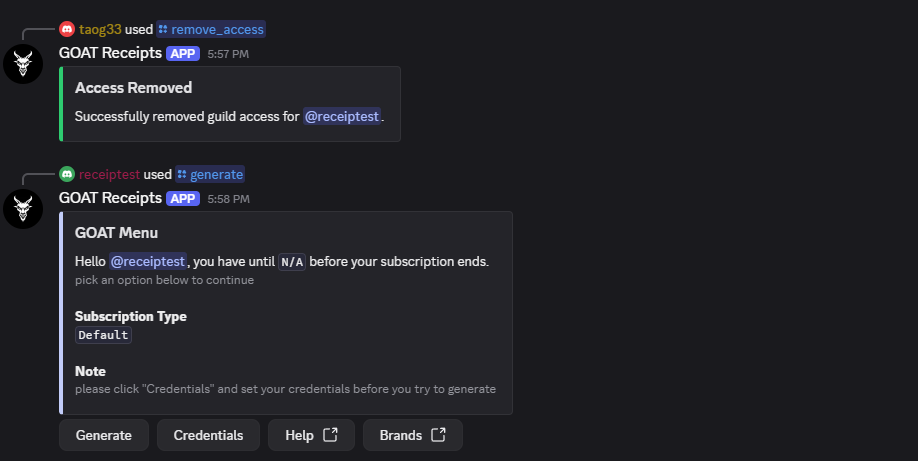 taog33 used remove_access
GOAT Receipts APP 5:57 PM
Access Removed
Successfully removed guild access for @receiptest.
receiptest used generate
GOAT Receipts APP 5:58 PM
GOAT Menu
Hello @receiptest, you have until N/A before your subscription ends.
pick an option below to continue
Subscription Type
Default
Note
please click "Credentials" and set your credentials before you try to generate
Generate Credentials Help Brands